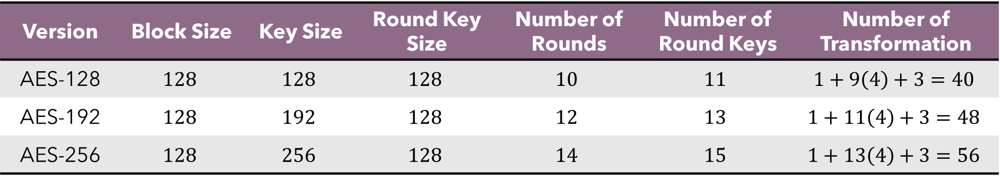 Version Block Size Key Size Round Key Size Number of Rounds Number of Round Keys Number of Transformation
AES-128 128 128 128 10 11 1 + 9(4) + 3 = 40
AES-192 128 192 128 12 13 1 + 11(4) + 3 = 48
AES-256 128 256 128 14 15 1 + 13(4) + 3 = 56